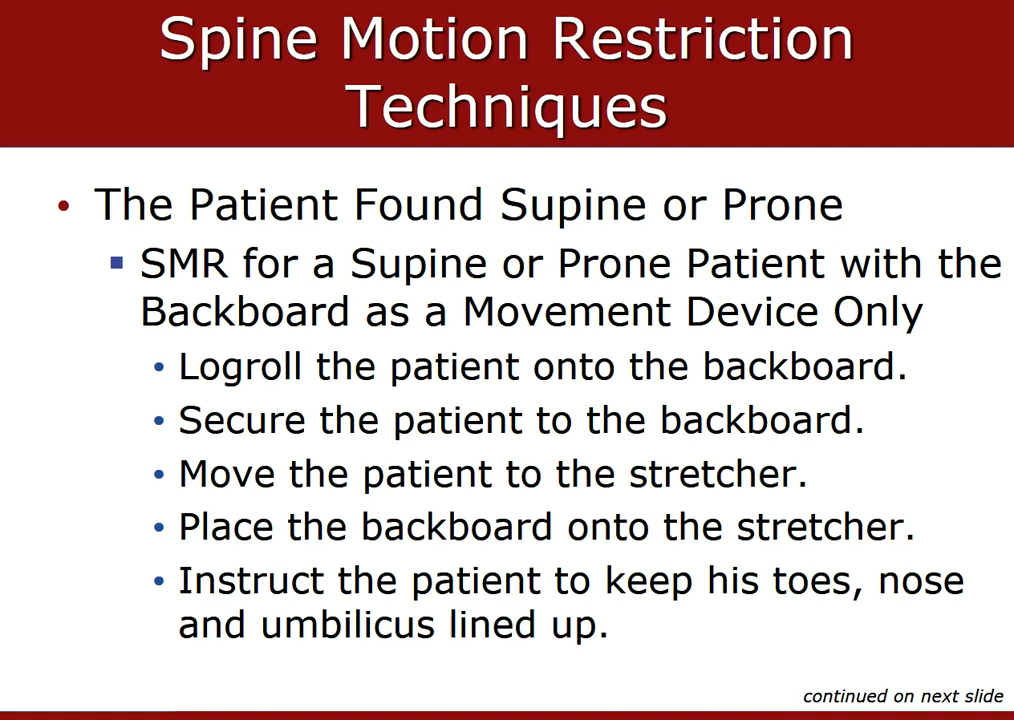 Spine Motion Restriction
Techniques
• The Patient Found Supine or Prone
▪ SMR for a Supine or Prone Patient with the
Backboard as a Movement Device Only
• Logroll the patient onto the backboard.
• Secure the patient to the backboard.
• Move the patient to the stretcher.
• Place the backboard onto the stretcher.
• Instruct the patient to keep his toes, nose
and umbilicus lined up.
continued on next slide